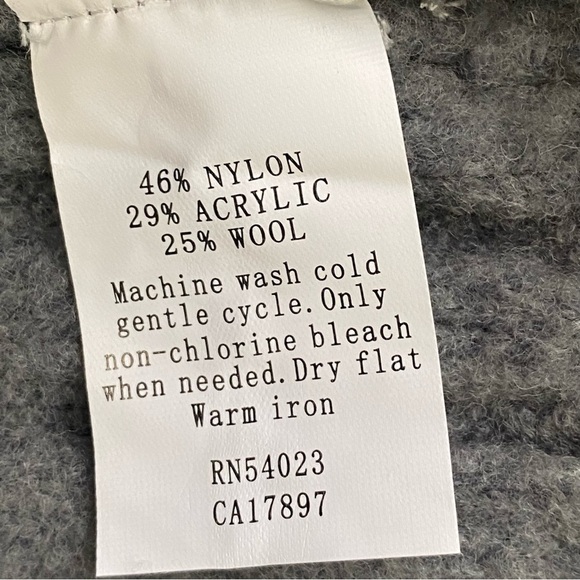 46% NYLON
29% ACRYLIC
25% WOOL
Machine wash cold
gentle cycle. Only
non-chlorine bleach
when needed. Dry flat
Warm iron
RN54023
CA17897